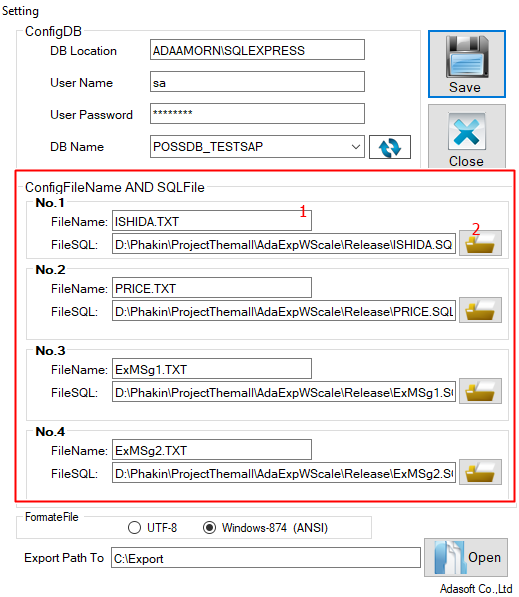 Setting
ConfigDB
DB Location ADAAMORN\SQLEXPRESS
User Name sa
User Password ********
DB Name POSSDB_TESTSAP
Save
Close
ConfigFileName AND SQLFile
No.1
FileName: ISHIDA.TXT 1
FileSQL: D:\Phakin\ProjectThemall\AdaExpWScale\Release\ISHIDA.SQ 2
No.2
FileName: PRICE.TXT
FileSQL: D:\Phakin\ProjectThemall\AdaExpWScale\Release\PRICE.SQL
No.3
FileName: ExMSg1.TXT
FileSQL: D:\Phakin\ProjectThemall\AdaExpWScale\Release\ExMSg1.SC
No.4
FileName: ExMSg2.TXT
FileSQL: D:\Phakin\ProjectThemall\AdaExpWScale\Release\ExMSg2.SC
FormateFile
UTF-8 Windows-874 (ANSI)
Export Path To C:\Export Open
Adasoft Co.,Ltd